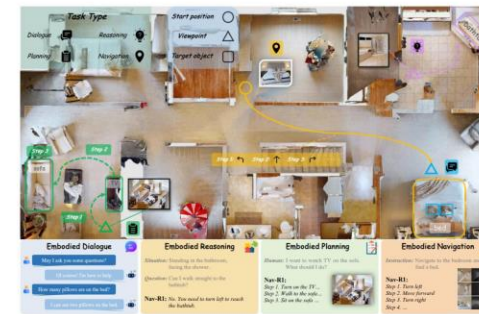 Task Type
Dialogue
Reasoning
Planning
Navigation
Start position
Viewpoint
Target object
Step 3
Step 2
Step 1
sofa
Step 1
Step 2
Step 3
Bed
Embodied Dialogue
May I ask you some questions?
Of course! I'm here to help
How many pillows are on the bed?
I can see two pillows on the bed
Embodied Reasoning
Situation: Standing in the bathroom,
facing the shower.
Question: Can I walk straight to the
bathtub?
Nav-R1: No. You need to turn left to reach
the bathtub.
Embodied Planning
Human: I want to watch TV on the sofa.
What should I do?
Nav-R1:
Step 1. Turn on the TV...
Step 2. Walk to the sofa...
Step 3. Sit on the sofa ...
Embodied Navigation
Instruction: Navigate to the bedroom and
find a bed.
Nav-R1:
Step 1. Turn left
Step 2. Move forward
Step 3. Turn right
Step 4. ...